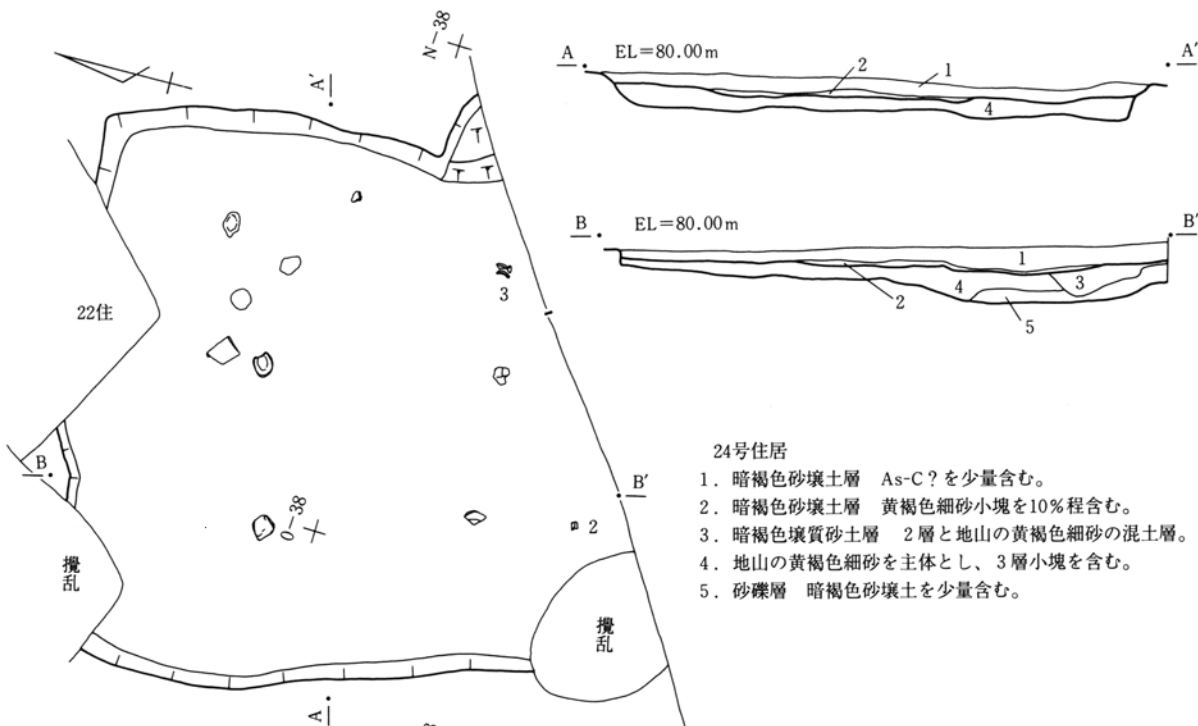 N-38
A'
22住
3
B
B'
O-38
2
攪乱
攪乱
A
A
EL=80.00m
A'
2
1
4
B
EL=80.00m
B'
1
2
4
3
5
24号住居
1. 暗褐色砂壌土層 As-C?を少量含む。
2. 暗褐色砂壌土層 黄褐色細砂小塊を10%程含む。
3. 暗褐色壌質砂土層 2層と地山の黄褐色細砂の混土層。
4. 地山の黄褐色細砂を主体とし、3層小塊を含む。
5. 砂礫層 暗褐色砂壌土を少量含む。